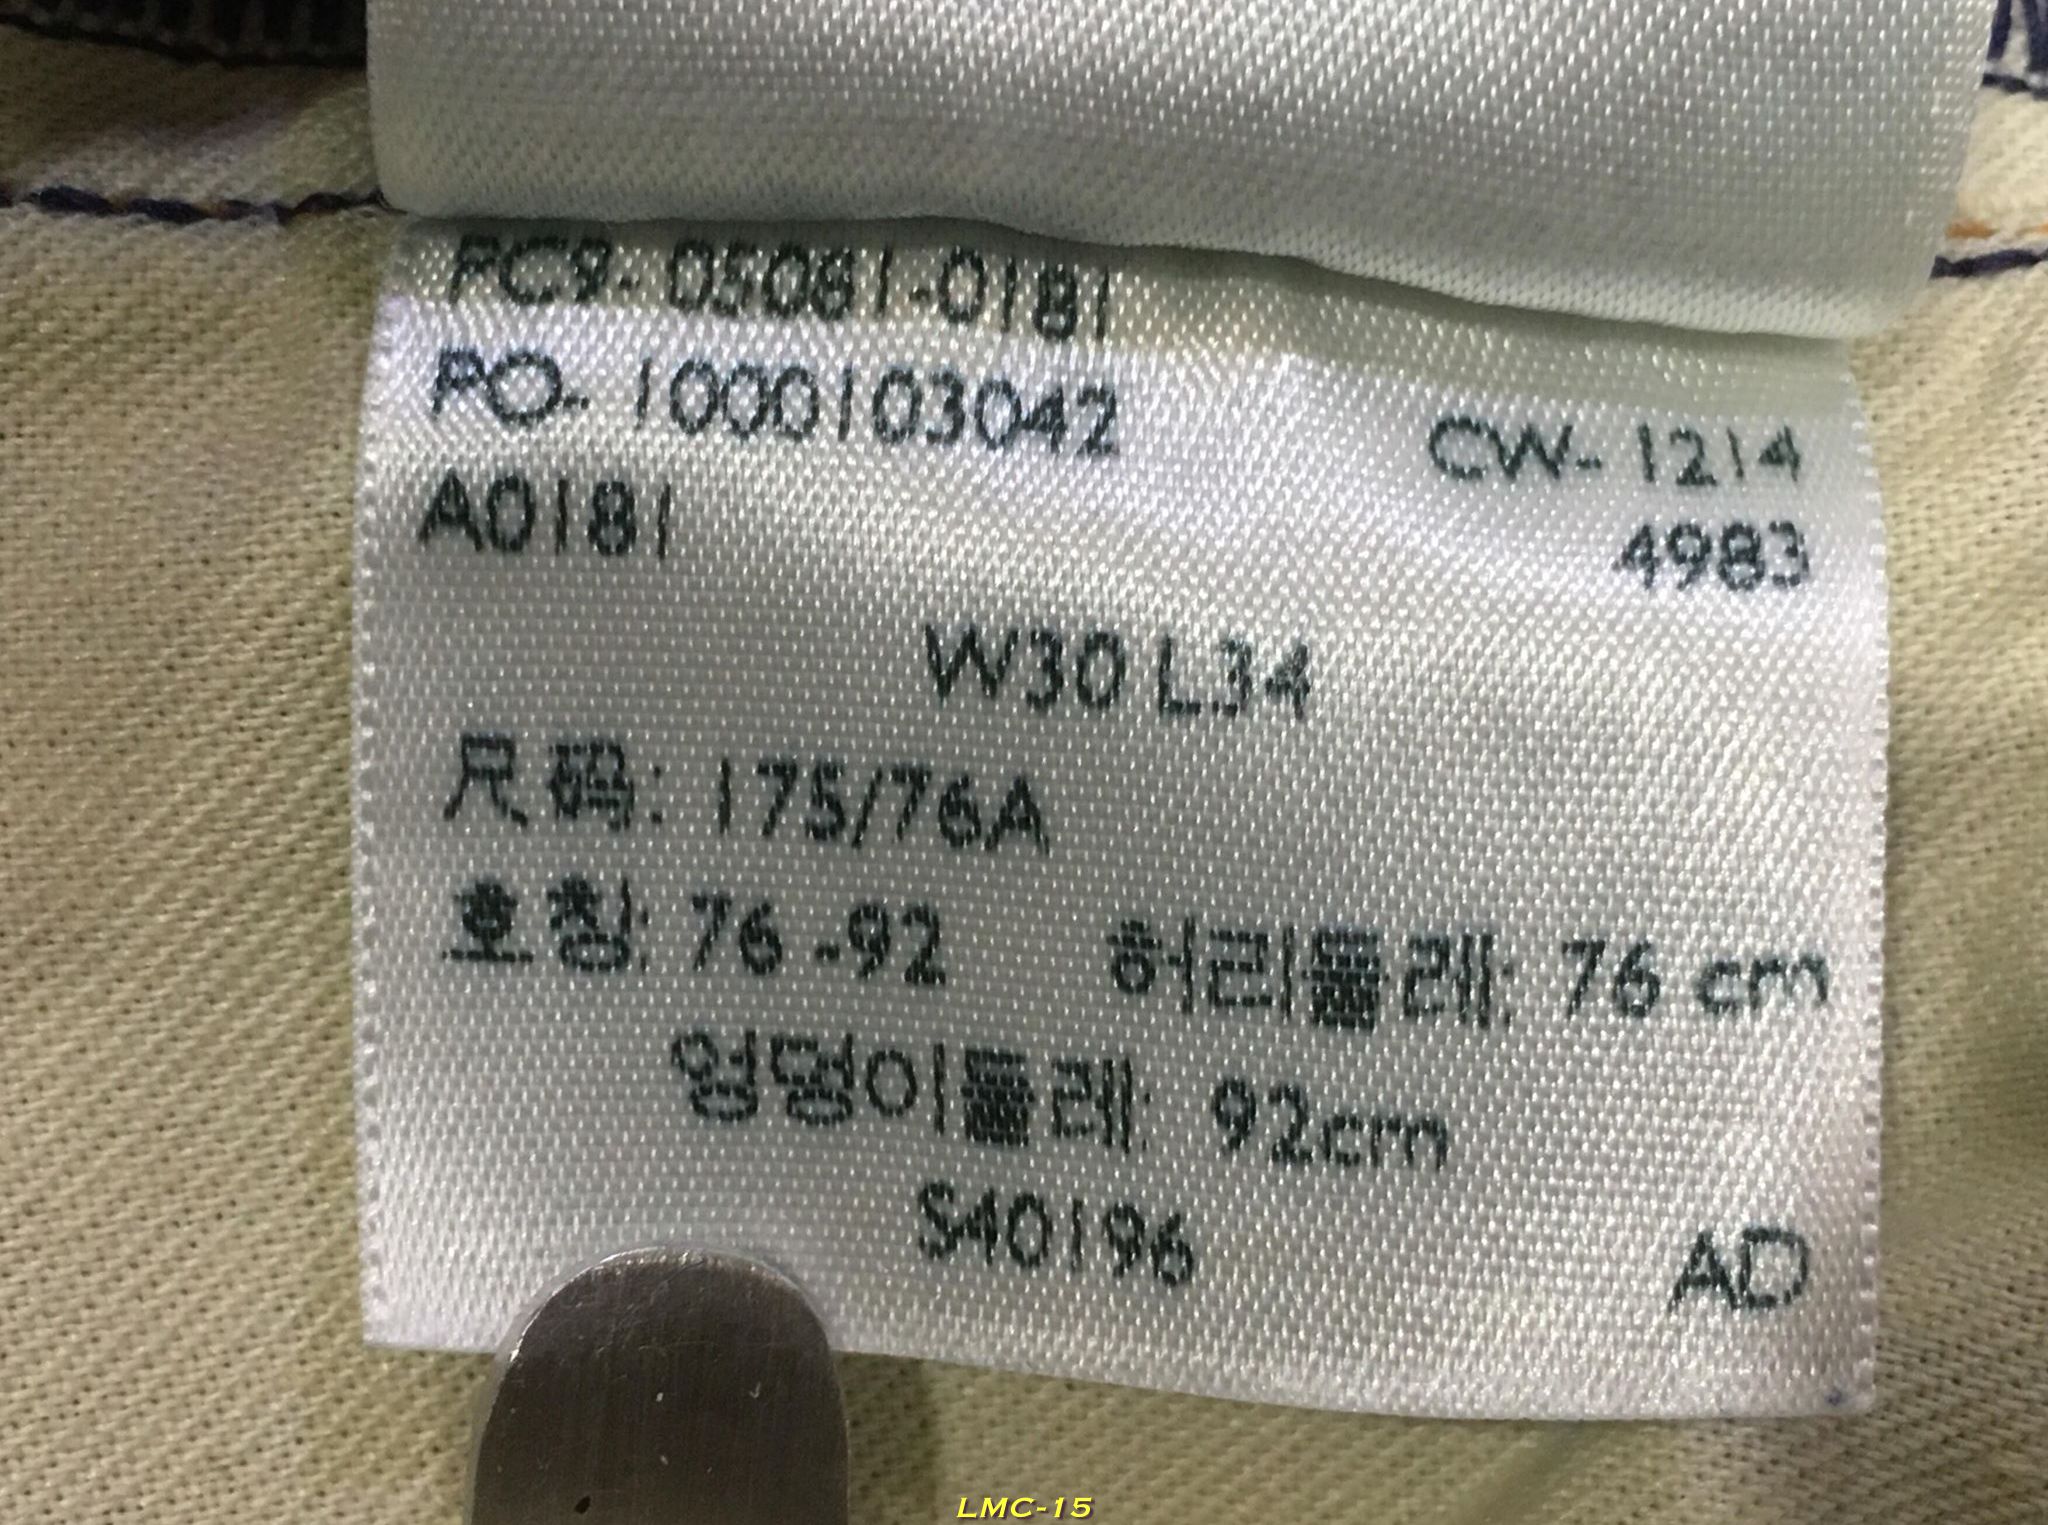 PC9- 05081-0181
PO- 1000103042 CW- 1214
A0181 4983
W30 L34
尺码: 175/76A
호칭: 76 -92 허리둘레: 76 cm
엉덩이둘레: 92cm
S40196 AD
LMC-15